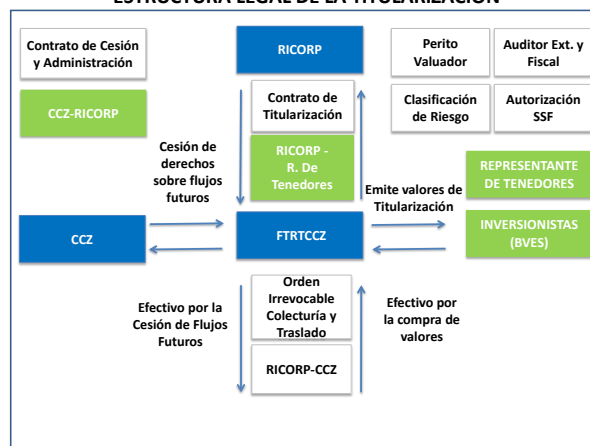 ESTRUCTURA LEGAL DE LA TITULARIZACIÓN
Contrato de Cesión
y Administración
CCZ-RICORP
RICORP
Contrato de
Titularización
RICORP -
R. De
Tenedores
Perito
Valuador
Auditor Ext. y
Fiscal
Clasificación
de Riesgo
Autorización
SSF
Cesión de
derechos
sobre flujos
futuros
Emite valores de
Titularización
REPRESENTANTE
DE TENEDORES
CCZ
FTRTCCZ
INVERSIONISTAS
(BVES)
Efectivo por la
Cesión de Flujos
Futuros
Orden
Irrevocable
Colecturía y
Traslado
RICORP-CCZ
Efectivo por
la compra de
valores